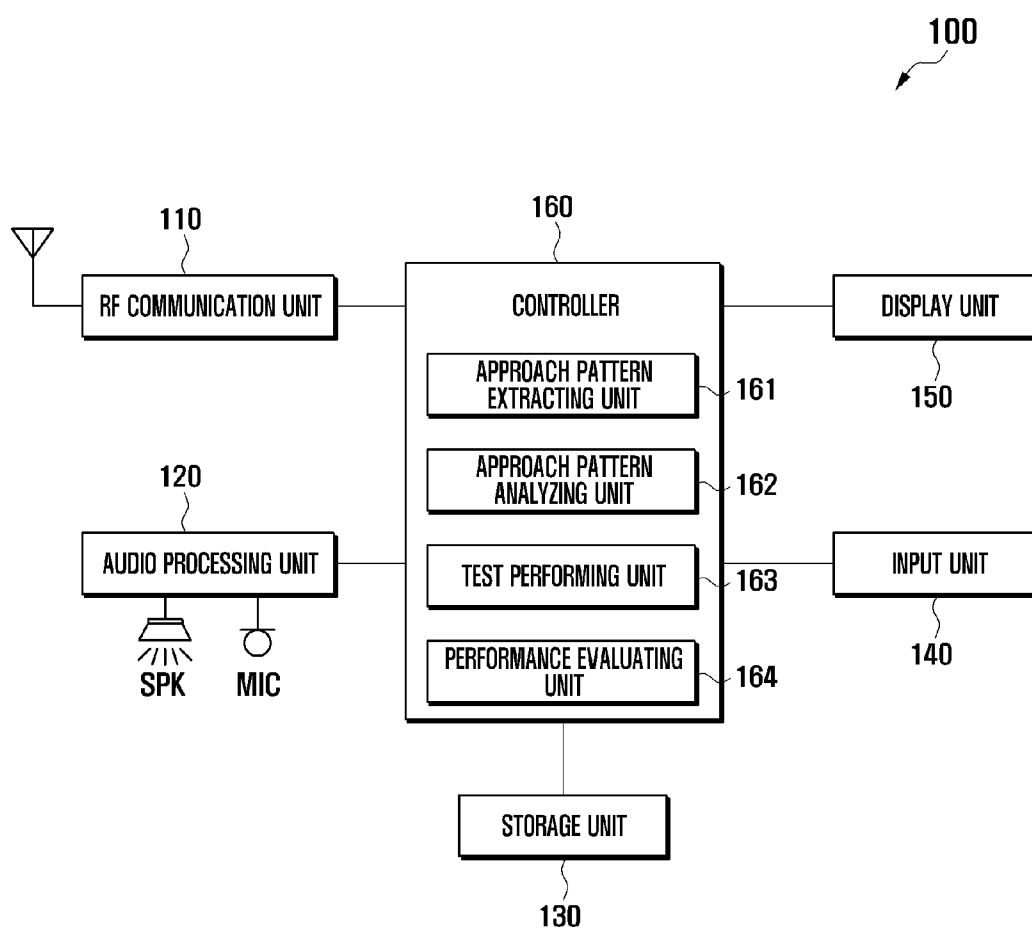 100
110
RF COMMUNICATION UNIT
160
CONTROLLER
DISPLAY UNIT
150
APPROACH PATTERN
EXTRACTING UNIT
161
APPROACH PATTERN
ANALYZING UNIT
162
120
AUDIO PROCESSING UNIT
SPK
MIC
TEST PERFORMING UNIT
163
INPUT UNIT
140
PERFORMANCE EVALUATING
UNIT
164
STORAGE UNIT
130